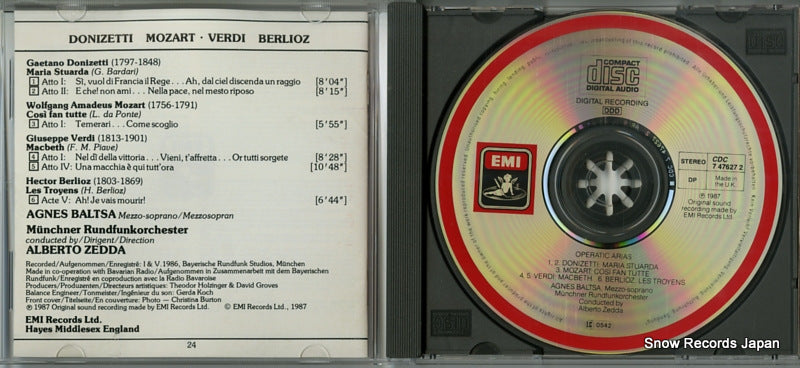 DONIZETTI MOZART · VERDI BERLIOZ
Gaetano Donizetti (1797-1848)
Maria Stuarda (G. Bardari)
1 Atto I: Sì, vuol di Francia il Rege . . . Ah, dal ciel discenda un raggio [8'04"]
2 Atto II: E che! non ami . . . Nella pace, nel mesto riposo [8'15"]
Wolfgang Amadeus Mozart (1756-1791)
Così fan tutte (L. da Ponte)
3 Atto I: Temerari . . . Come scoglio [5'55"]
Giuseppe Verdi (1813-1901)
Macbeth (F. M. Piave)
4 Atto I: Nel dì della vittoria . . . Vieni, t'affretta . . . Or tutti sorgete [8'28"]
5 Atto IV: Una macchia è qui tutt'ora [10'48"]
Hector Berlioz (1803-1869)
Les Troyens (H. Berlioz)
6 Acte V: Ah! Je vais mourir! [6'44"]
AGNES BALTSA Mezzo-soprano/Mezzosopran
Münchner Rundfunkorchester
conducted by/Dirigent/Direction
ALBERTO ZEDDA
Recorded/Aufgenommen/Enregistré: I & V. 1986, Bayerische Rundfunk Studios, München
Made in co-operation with Bavarian Radio/Aufgenommen in Zusammenarbeit mit dem Bayerischen
Rundfunk/Enregistré en coproduction avec la Radio Bavaroise
Producers/Produzenten/Directeurs artistiques: Theodor Holzinger & David Groves
Balance Engineer/Tonmeister/Ingénieur du son: Gerda Koch
Front cover/Titelseite/En couverture: Photo — Christina Burton
℗ 1987 Original sound recording made by EMI Records Ltd. © EMI Records Ltd., 1987
EMI Records Ltd.
Hayes Middlesex England
24
COMPACT
disc
DIGITAL AUDIO
DIGITAL RECORDING
DDD
EMI
STEREO
CDC
7 47627 2
DP
Made in
the U.K.
℗ 1987
Original sound
recording made by
EMI Records Ltd.
OPERATIC ARIAS
1. 2. DONIZETTI: MARIA STUARDA
3. MOZART: COSI FAN TUTTE
4. 5. VERDI: MACBETH 6. BERLIOZ: LES TROYENS
AGNES BALTSA, Mezzo-soprano
Münchner Rundfunkorchester
Conducted by
Alberto Zedda
0542
Snow Records Japan